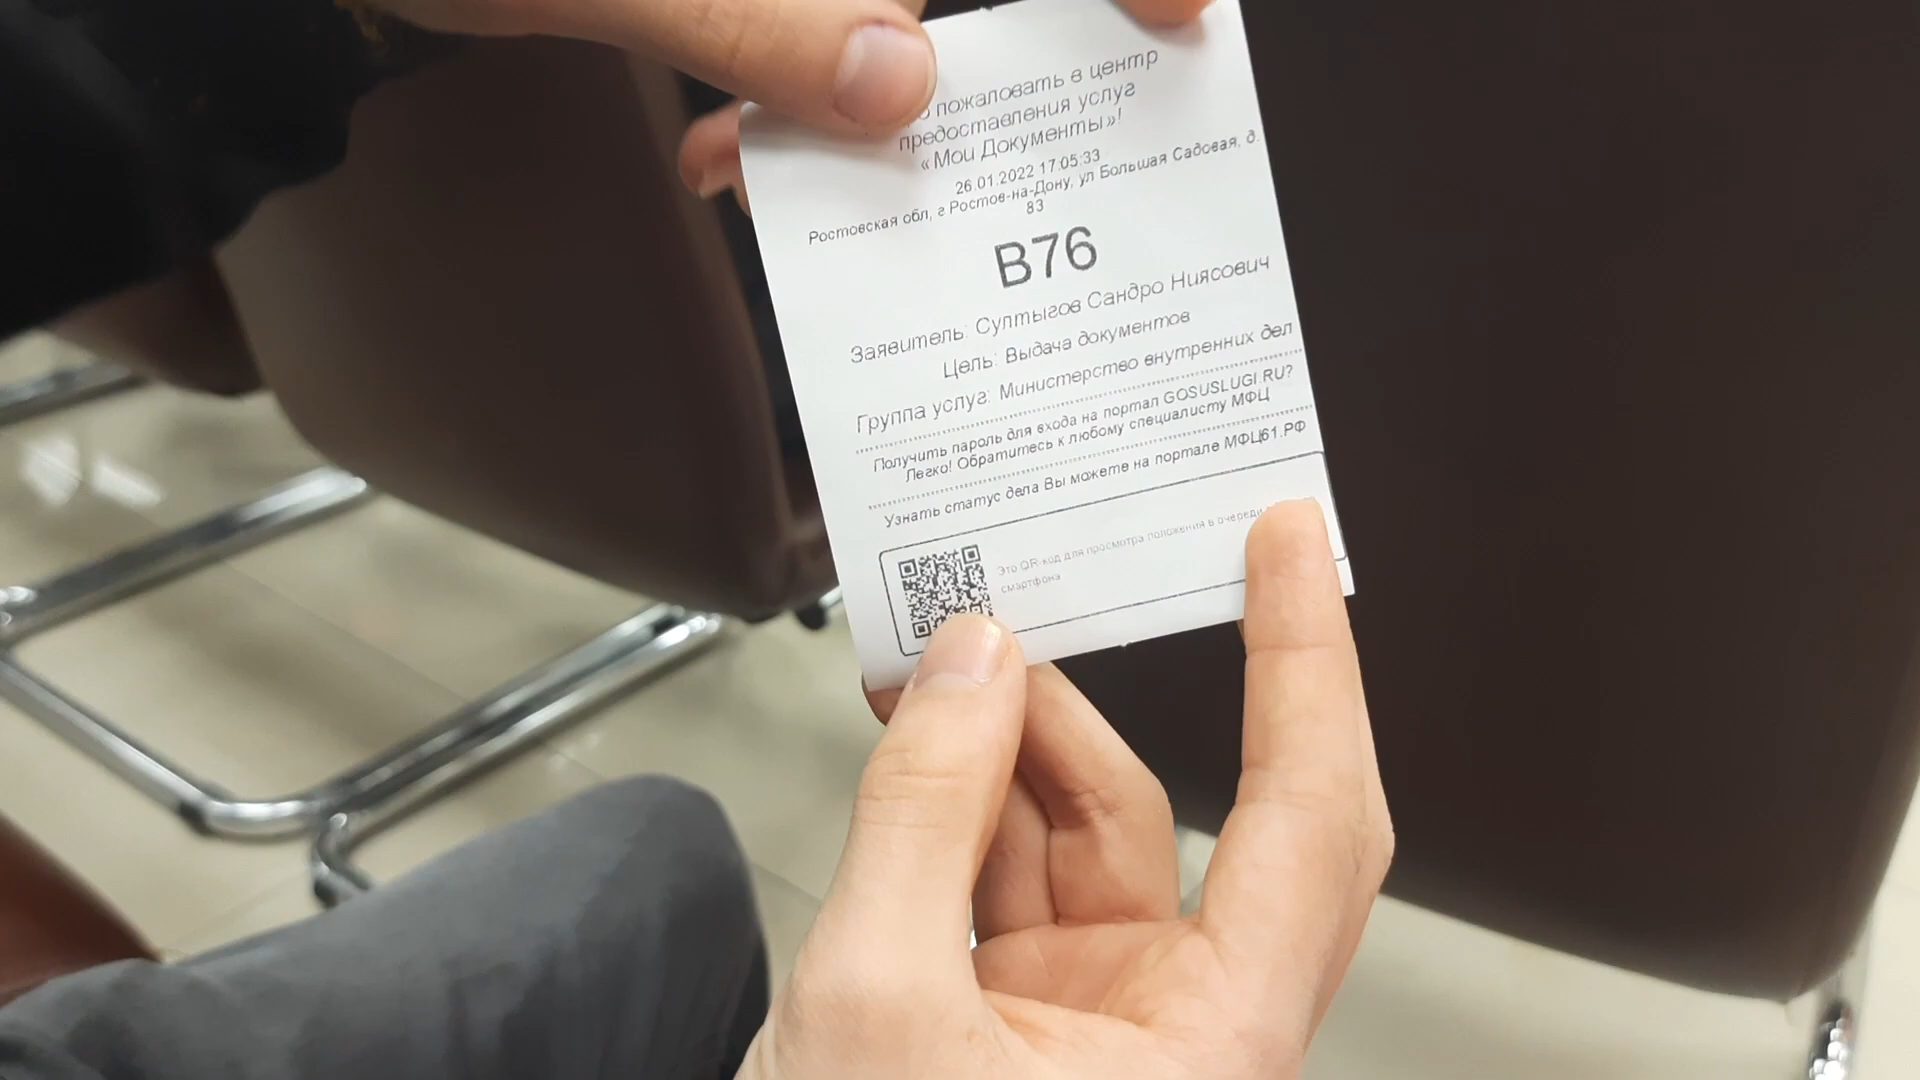 пожаловать в центр
предоставления услуг
«Мои Документы»!
26.01.2022 17:05:33
Ростовская обл, г Ростов-на-Дону, ул Большая Садовая, д.
83
B76
Заявитель: Султыгов Сандро Ниясович
Цель: Выдача документов
Группа услуг: Министерство внутренних дел
Получить пароль для входа на портал GOSUSLUGI.RU?
Легко! Обратитесь к любому специалисту МФЦ
Узнать статус дела Вы можете на портале МФЦ61.РФ
Это QR-код для просмотра положения в очереди
смартфона